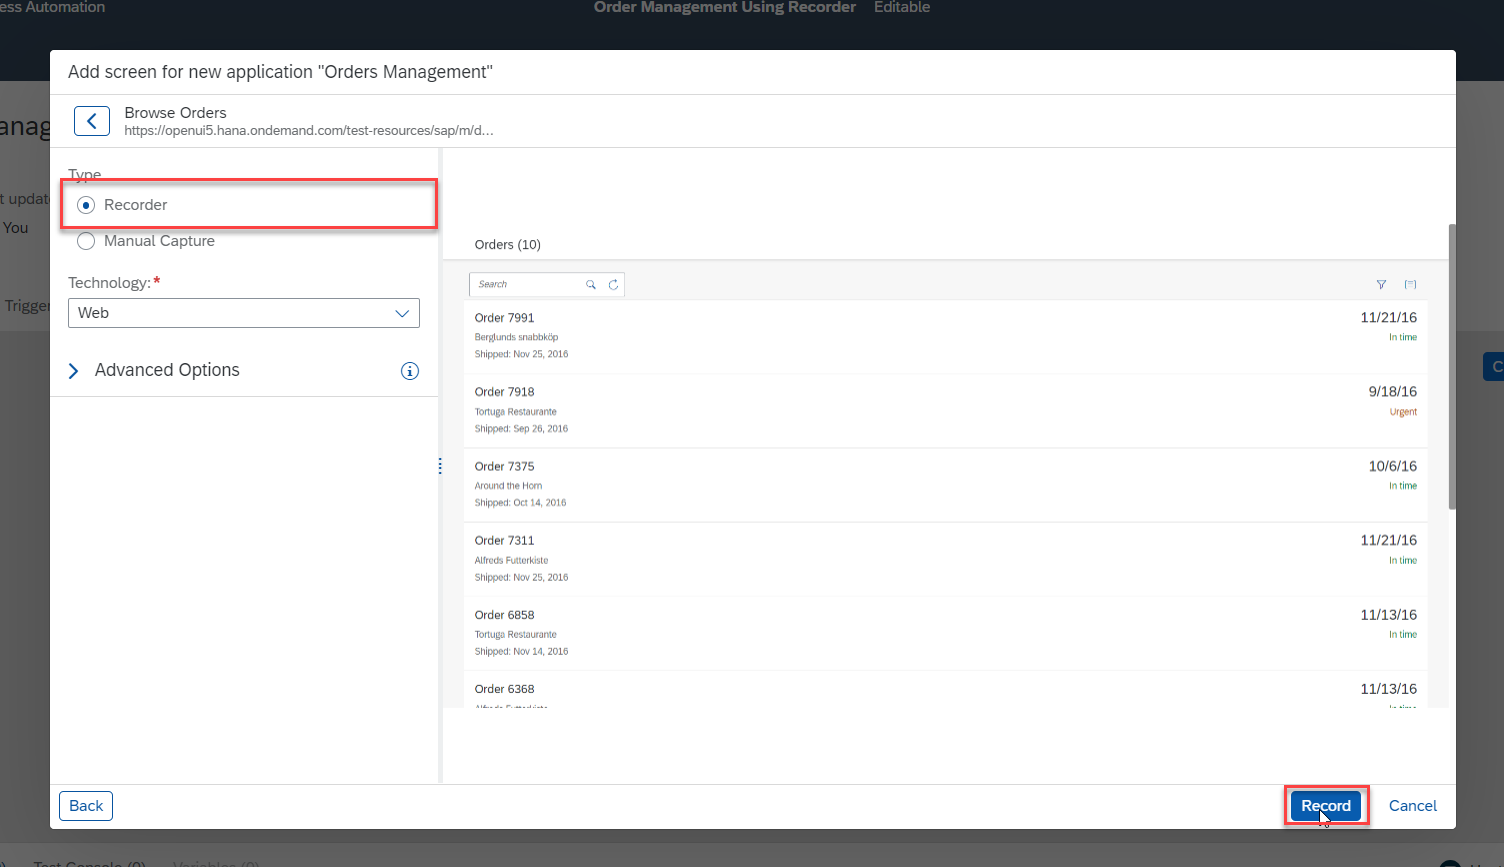 ess Automation
Order Management Using Recorder Editable
Add screen for new application "Orders Management"
Browse Orders
https://openui5.hana.ondemand.com/test-resources/sap/m/d...
Type
Recorder
Manual Capture
Technology:*
Web
Advanced Options
anag
t update
You
Trigger
Orders (10)
Search
Order 7991 11/21/16
Berglunds snabbköp In time
Shipped: Nov 25, 2016
Order 7918 9/18/16
Tortuga Restaurante Urgent
Shipped: Sep 26, 2016
Order 7375 10/6/16
Around the Horn In time
Shipped: Oct 14, 2016
Order 7311 11/21/16
Alfreds Futterkiste In time
Shipped: Nov 25, 2016
Order 6858 11/13/16
Tortuga Restaurante In time
Shipped: Nov 14, 2016
Order 6368 11/13/16
Alfreds Futterkiste In time
C
Back
Record
Cancel
Test Console (0) Variables (0)